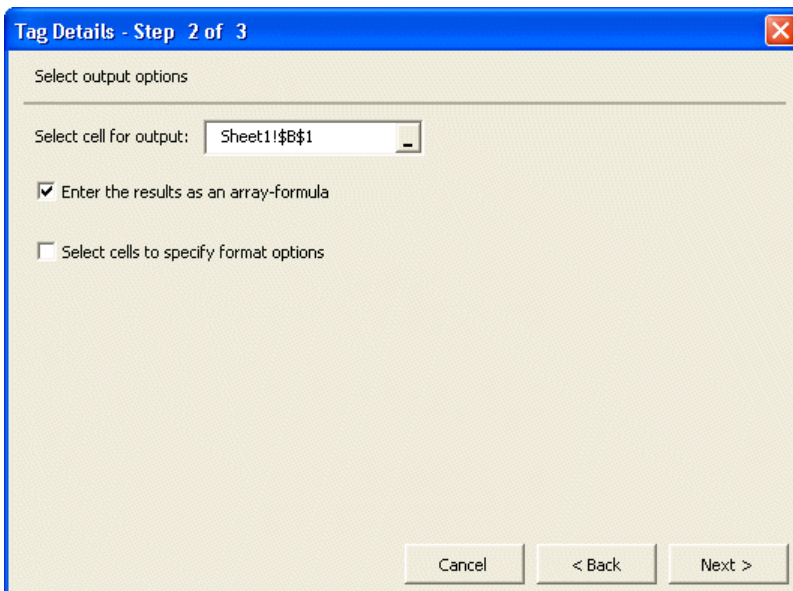 Tag Details - Step 2 of 3
Select output options
Select cell for output: Sheet1!$B$1
Enter the results as an array-formula
Select cells to specify format options
Cancel < Back Next >